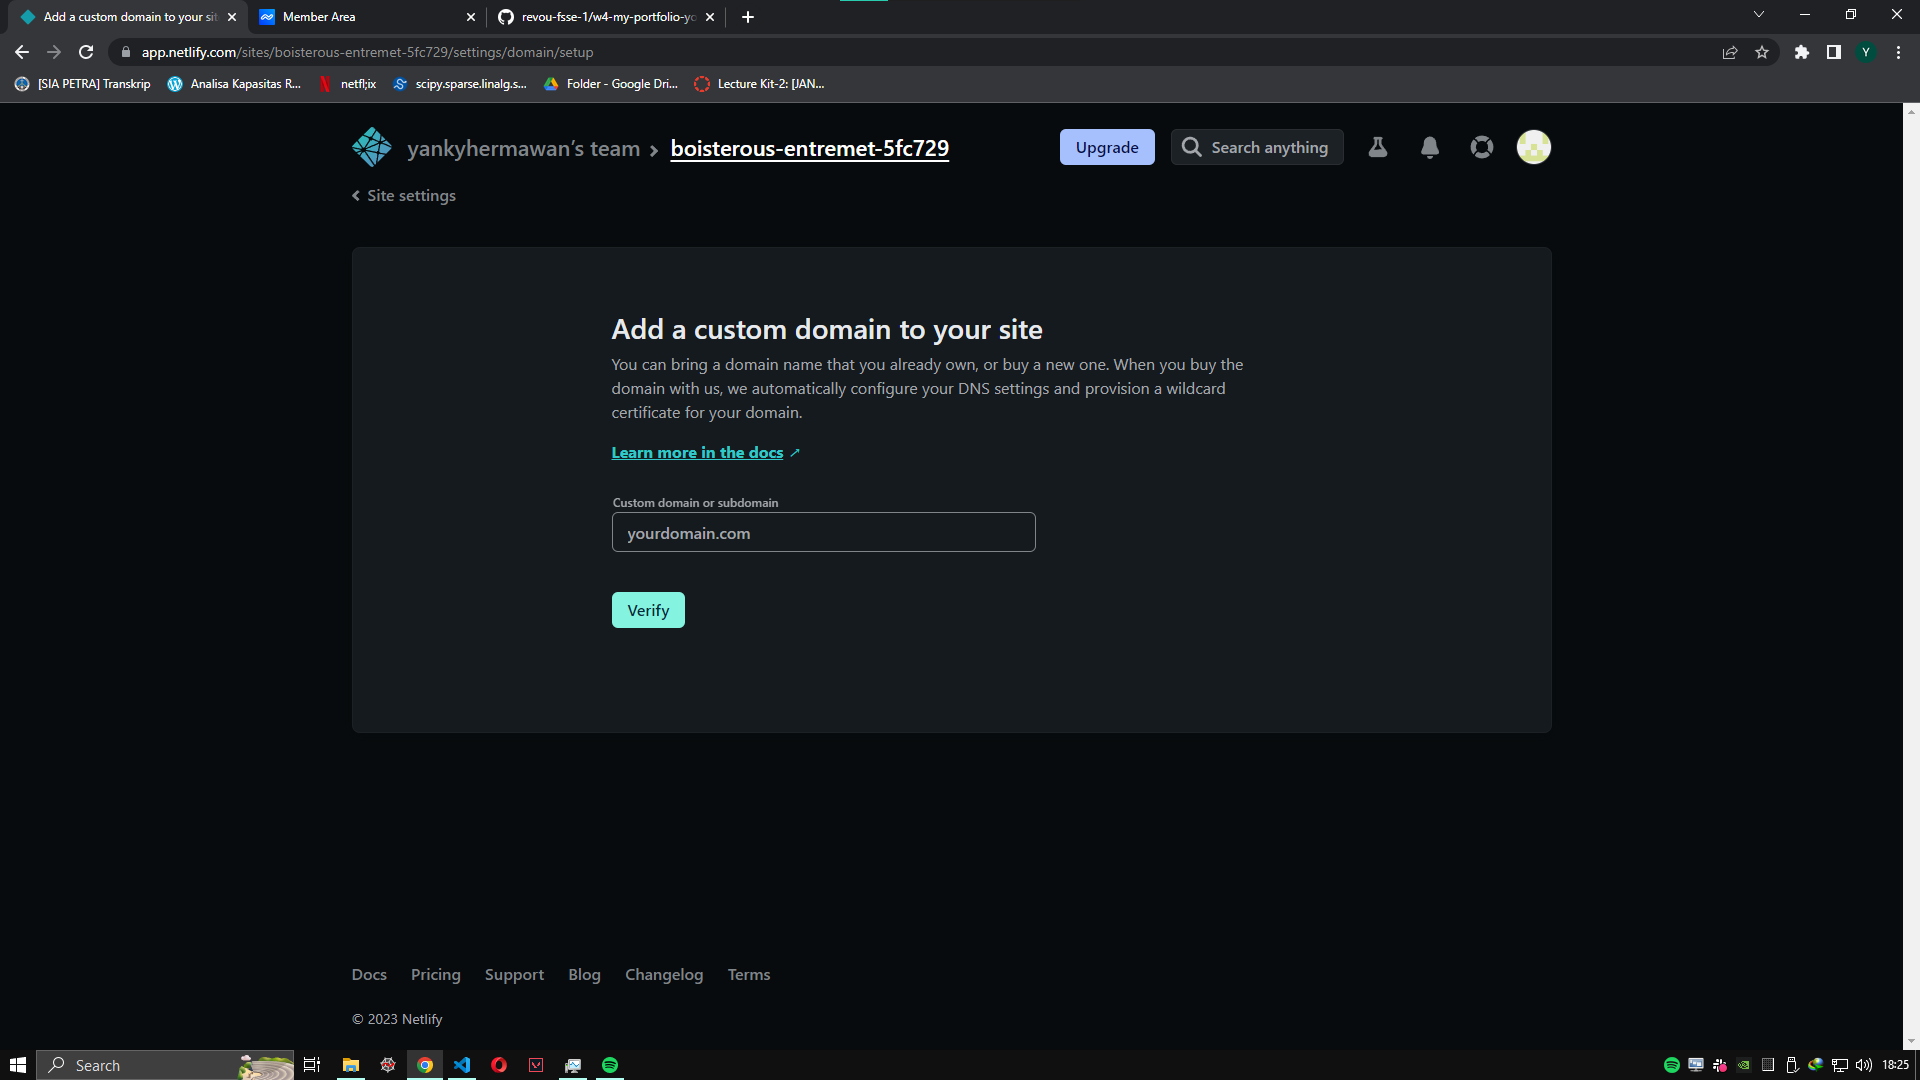 Add a custom domain to your sit
Member Area
revou-fsse-1/w4-my-portfolio-yo
app.netlify.com/sites/boisterous-entremet-5fc729/settings/domain/setup
Y
[SIA PETRA] Transkrip
Analisa Kapasitas R...
netfl;ix
scipy.sparse.linalg.s...
Folder - Google Dri...
Lecture Kit-2: [JAN...
yankyhermawan’s team
boisterous-entremet-5fc729
Upgrade
Search anything
Site settings
Add a custom domain to your site
You can bring a domain name that you already own, or buy a new one. When you buy the
domain with us, we automatically configure your DNS settings and provision a wildcard
certificate for your domain.
Learn more in the docs
Custom domain or subdomain
yourdomain.com
Verify
Docs
Pricing
Support
Blog
Changelog
Terms
© 2023 Netlify
Search
18:25